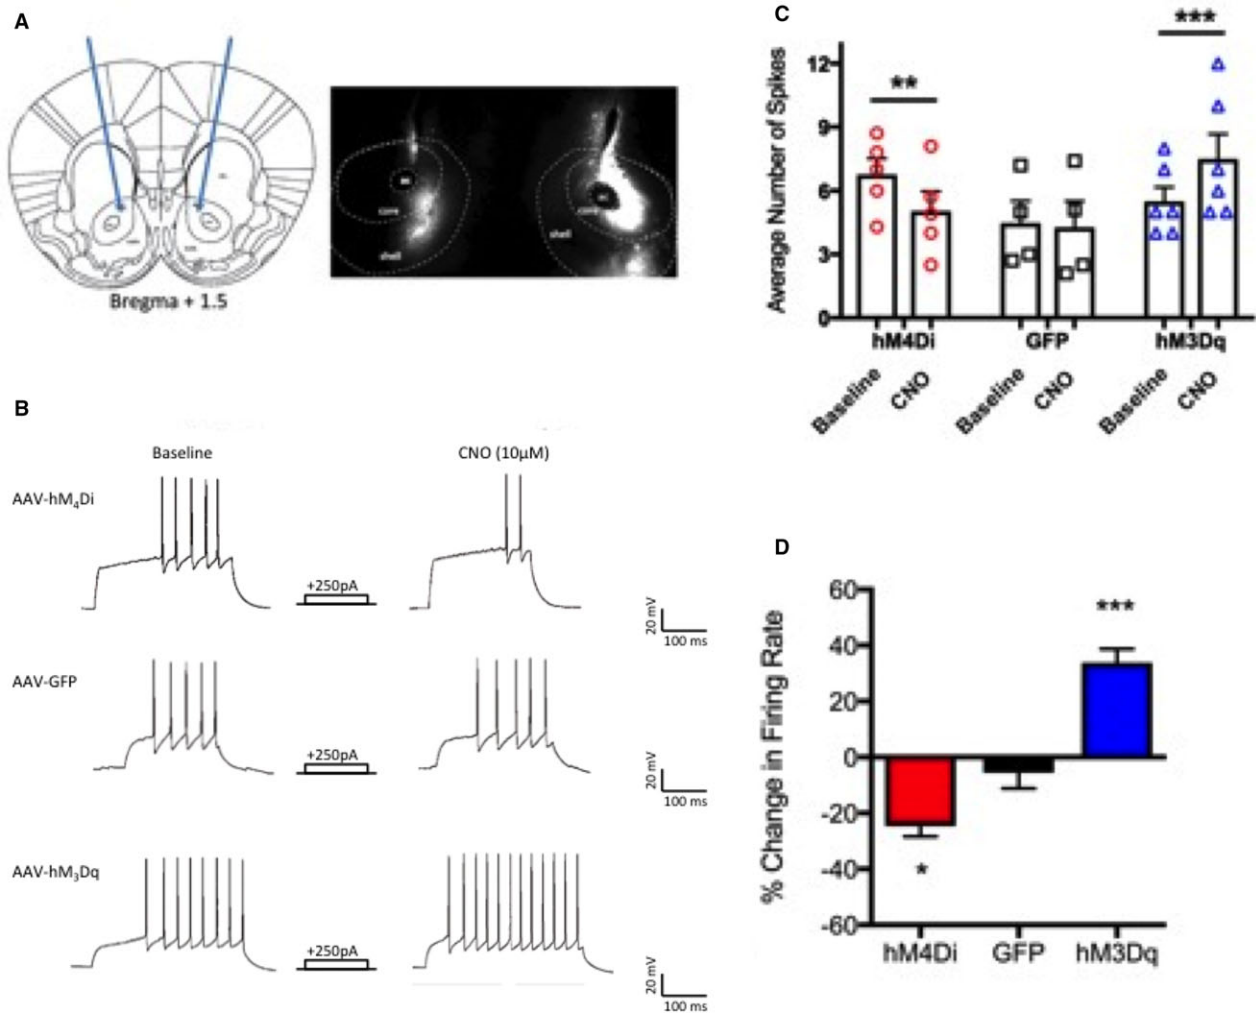 A
Bregma + 1.5
core
shell
shell
B
Baseline
CNO (10µM)
AAV-hM4Di
+250pA
20 mV
100 ms
AAV-GFP
+250pA
20 mV
100 ms
AAV-hM3Dq
+250pA
20 mV
100 ms
C
Average Number of Spikes
12
9
6
3
0
**
***
hM4Di
GFP
hM3Dq
Baseline
CNO
Baseline
CNO
Baseline
CNO
D
% Change in Firing Rate
60
40
20
0
-20
-40
-60
***
*
hM4Di
GFP
hM3Dq